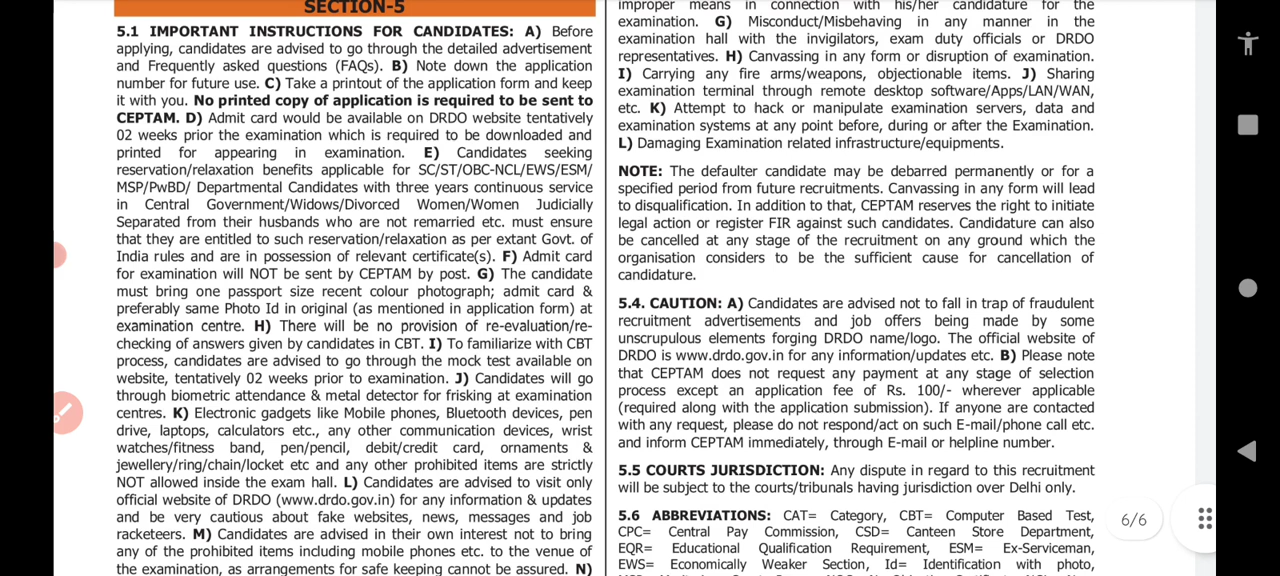 SECTION-5
5.1 IMPORTANT INSTRUCTIONS FOR CANDIDATES: A) Before
applying, candidates are advised to go through the detailed advertisement
and Frequently asked questions (FAQs). B) Note down the application
number for future use. C) Take a printout of the application form and keep
it with you. No printed copy of application is required to be sent to
CEPTAM. D) Admit card would be available on DRDO website tentatively
02 weeks prior the examination which is required to be downloaded and
printed for appearing in examination. E) Candidates seeking
reservation/relaxation benefits applicable for SC/ST/OBC-NCL/EWS/ESM/
MSP/PwBD/ Departmental Candidates with three years continuous service
in Central Government/Widows/Divorced Women/Women Judicially
Separated from their husbands who are not remarried etc. must ensure
that they are entitled to such reservation/relaxation as per extant Govt. of
India rules and are in possession of relevant certificate(s). F) Admit card
for examination will NOT be sent by CEPTAM by post. G) The candidate
must bring one passport size recent colour photograph; admit card &
preferably same Photo Id in original (as mentioned in application form) at
examination centre. H) There will be no provision of re-evaluation/re-
checking of answers given by candidates in CBT. I) To familiarize with CBT
process, candidates are advised to go through the mock test available on
website, tentatively 02 weeks prior to examination. J) Candidates will go
through biometric attendance & metal detector for frisking at examination
centres. K) Electronic gadgets like Mobile phones, Bluetooth devices, pen
drive, laptops, calculators etc., any other communication devices, wrist
watches/fitness band, pen/pencil, debit/credit card, ornaments &
jewellery/ring/chain/locket etc and any other prohibited items are strictly
NOT allowed inside the exam hall. L) Candidates are advised to visit only
official website of DRDO (www.drdo.gov.in) for any information & updates
and be very cautious about fake websites, news, messages and job
racketeers. M) Candidates are advised in their own interest not to bring
any of the prohibited items including mobile phones etc. to the venue of
the examination, as arrangements for safe keeping cannot be assured. N)
improper means in connection with his/her candidature for the
examination. G) Misconduct/Misbehaving in any manner in the
examination hall with the invigilators, exam duty officials or DRDO
representatives. H) Canvassing in any form or disruption of examination.
I) Carrying any fire arms/weapons, objectionable items. J) Sharing
examination terminal through remote desktop software/Apps/LAN/WAN,
etc. K) Attempt to hack or manipulate examination servers, data and
examination systems at any point before, during or after the Examination.
L) Damaging Examination related infrastructure/equipments.
NOTE: The defaulter candidate may be debarred permanently or for a
specified period from future recruitments. Canvassing in any form will lead
to disqualification. In addition to that, CEPTAM reserves the right to initiate
legal action or register FIR against such candidates. Candidature can also
be cancelled at any stage of the recruitment on any ground which the
organisation considers to be the sufficient cause for cancellation of
candidature.
5.4. CAUTION: A) Candidates are advised not to fall in trap of fraudulent
recruitment advertisements and job offers being made by some
unscrupulous elements forging DRDO name/logo. The official website of
DRDO is www.drdo.gov.in for any information/updates etc. B) Please note
that CEPTAM does not request any payment at any stage of selection
process except an application fee of Rs. 100/- wherever applicable
(required along with the application submission). If anyone are contacted
with any request, please do not respond/act on such E-mail/phone call etc.
and inform CEPTAM immediately, through E-mail or helpline number.
5.5 COURTS JURISDICTION: Any dispute in regard to this recruitment
will be subject to the courts/tribunals having jurisdiction over Delhi only.
5.6 ABBREVIATIONS: CAT= Category, CBT= Computer Based Test,
CPC= Central Pay Commission, CSD= Canteen Store Department,
EQR= Educational Qualification Requirement, ESM= Ex-Serviceman,
EWS= Economically Weaker Section, Id= Identification with photo,
6/6